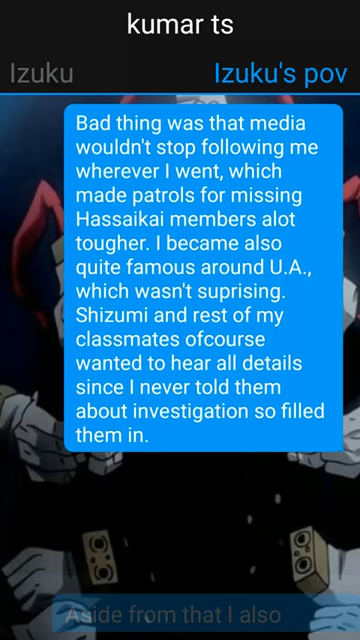 kumar ts
Izuku
Izuku's pov
Bad thing was that media
wouldn't stop following me
wherever I went, which
made patrols for missing
Hassaikai members alot
tougher. I became also
quite famous around U.A.,
which wasn't suprising.
Shizumi and rest of my
classmates ofcourse
wanted to hear all details
since I never told them
about investigation so filled
them in.
Aside from that I also